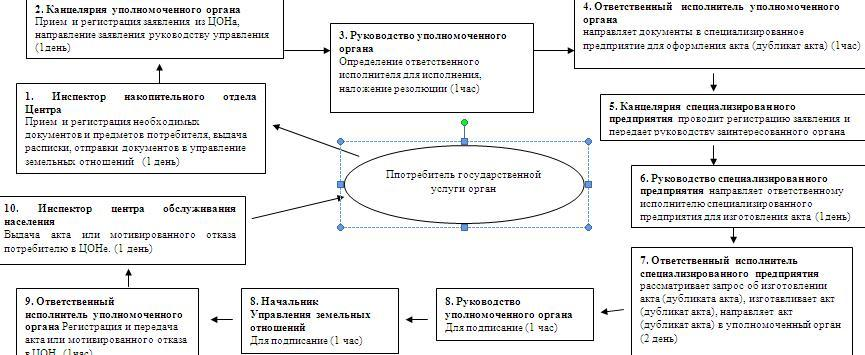 2. Канцелярия уполномоченного органа
Прием и регистрация заявления из ЦОНа,
направление заявления руководству управления
(1день)
3. Руководство уполномоченного
органа
Определение ответственного
исполнителя для исполнения,
наложение резолюции (1час)
4. Ответственный исполнитель уполномоченного
органа
направляет документы в специализированное
предприятие для оформления акта (дубликат акта) (1час)
1. Инспектор накопительного отдела
Центра
Прием и регистрация необходимых
документов и предметов потребителя, выдача
расписки, отправки документов в управление
земельных отношений (1 день)
5. Канцелярия специализированного
предприятия проводит регистрацию заявления и
передает руководству заинтересованного органа
Ппотребитель государственной
услуги орган
6. Руководство специализированного
предприятия направляет ответственному
исполнителю специализированного
предприятия для изготовления акта (1день)
10. Инспектор центра обслуживания
населения
Выдача акта или мотивированного отказа
потребителю в ЦОНе. (1 день)
7. Ответственный исполнитель
специализированного предприятия
рассматривает запрос об изготовлении
акта (дубликата акта), изготавливает акт
(дубликат акта), направляет акт
(дубликат акта) в уполномоченный орган
(2 день)
9. Ответственный
исполнитель уполномоченного
органа Регистрация и передача
акта или мотивированного отказа
в ЦОН. (1час)
8. Начальник
Управления земельных
отношений
Для подписание (1 час)
8. Руководство
уполномоченного органа
Для подписание (1 час)